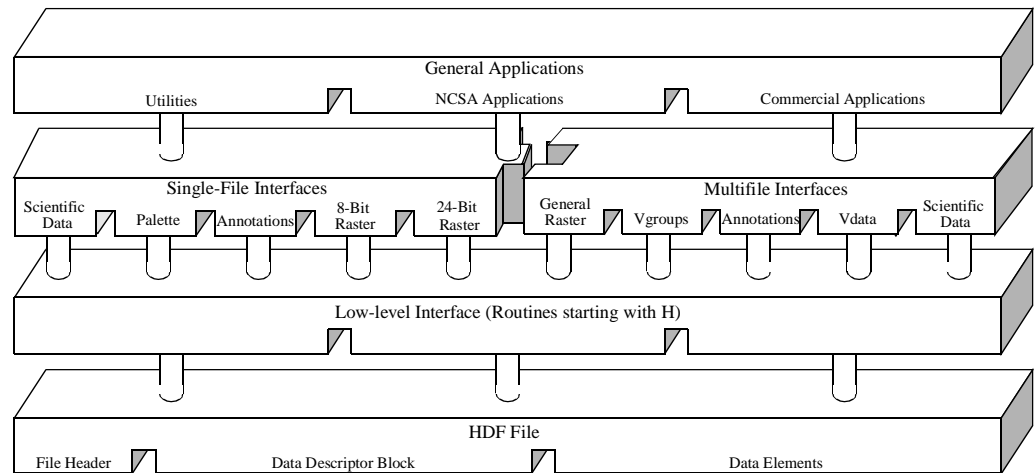 General Applications
Utilities
NCSA Applications
Commercial Applications
Single-File Interfaces
Scientific
Data
Palette
Annotations
8-Bit
Raster
24-Bit
Raster
Multifile Interfaces
General
Raster
Vgroups
Annotations
Vdata
Scientific
Data
Low-level Interface (Routines starting with H)
HDF File
File Header
Data Descriptor Block
Data Elements